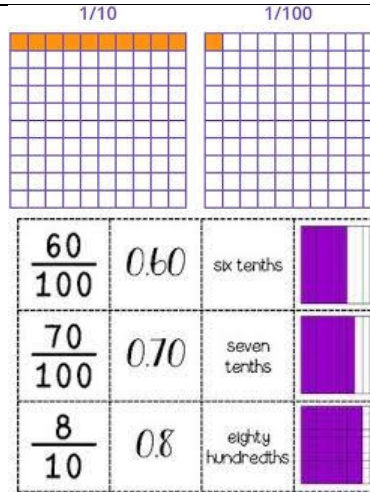 1/10 1/100
60
100
0.60
six tenths
70
100
0.70
seven
tenths
8
10
0.8
eighty
hundredths